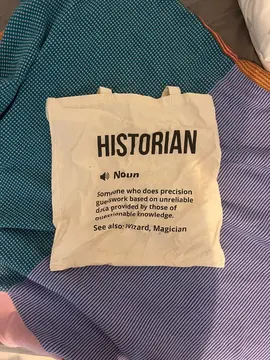 HISTORIAN
Noun
Someone who does precision
guesswork based on unreliable
data provided by those of
questionable knowledge.
See also: Wizard, Magician